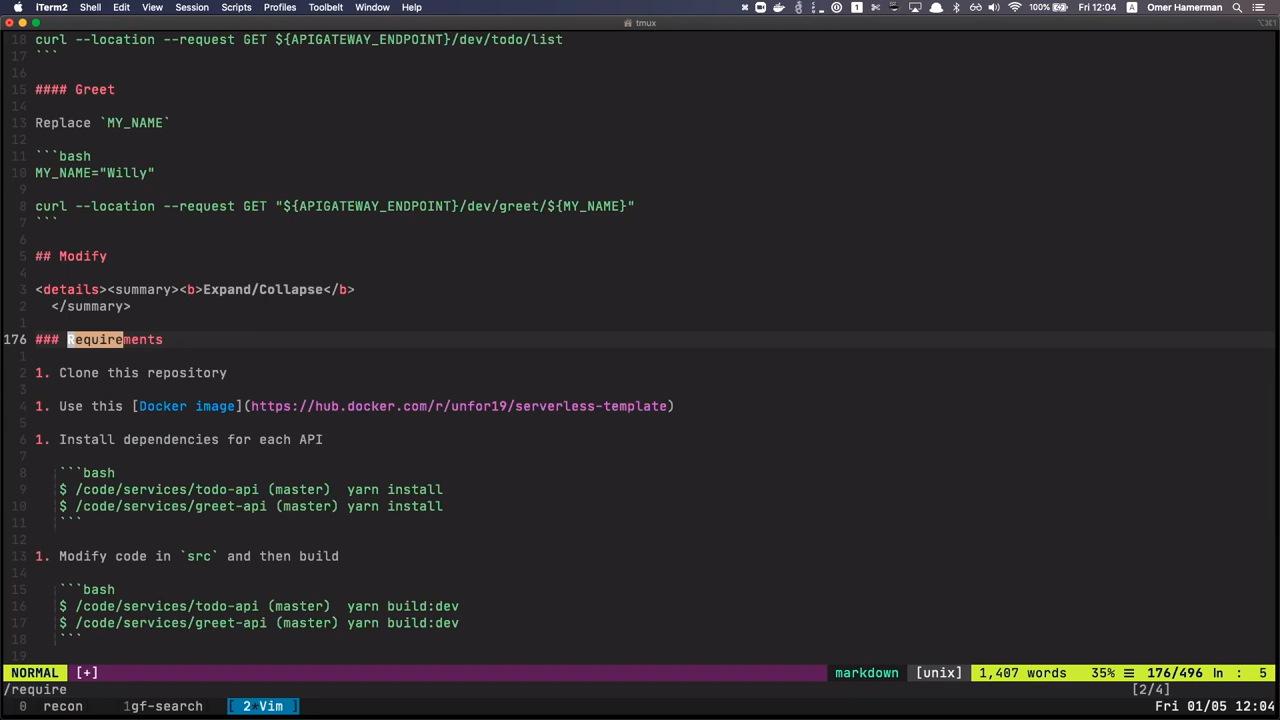 iTerm2 Shell Edit View Session Scripts Profiles Toolbelt Window Help 1 100% Fri 12:04 A Omer Hamerman
tmux
18 curl --location --request GET ${APIGATEWAY_ENDPOINT}/dev/todo/list
17 ```
16
15 #### Greet
14
13 Replace `MY_NAME`
12
11 ```bash
10 MY_NAME="Willy"
9
8 curl --location --request GET "${APIGATEWAY_ENDPOINT}/dev/greet/${MY_NAME}"
7 ```
6
5 ## Modify
4
3 <details><summary><b>Expand/Collapse</b>
2 </summary>
1
176 ### Requirements
1
2 1. Clone this repository
3
4 1. Use this [Docker image](https://hub.docker.com/r/unfor19/serverless-template)
5
6 1. Install dependencies for each API
7
8 ```bash
9 $ /code/services/todo-api (master)  yarn install
10 $ /code/services/greet-api (master)  yarn install
11 ```
12
13 1. Modify code in `src` and then build
14
15 ```bash
16 $ /code/services/todo-api (master)  yarn build:dev
17 $ /code/services/greet-api (master)  yarn build:dev
18 ```
19
NORMAL [+] markdown [unix] 1,407 words 35% ☰ 176/496 ln : 5
/require [2/4]
0 recon 1gf-search [ 2*Vim ] Fri 01/05 12:04